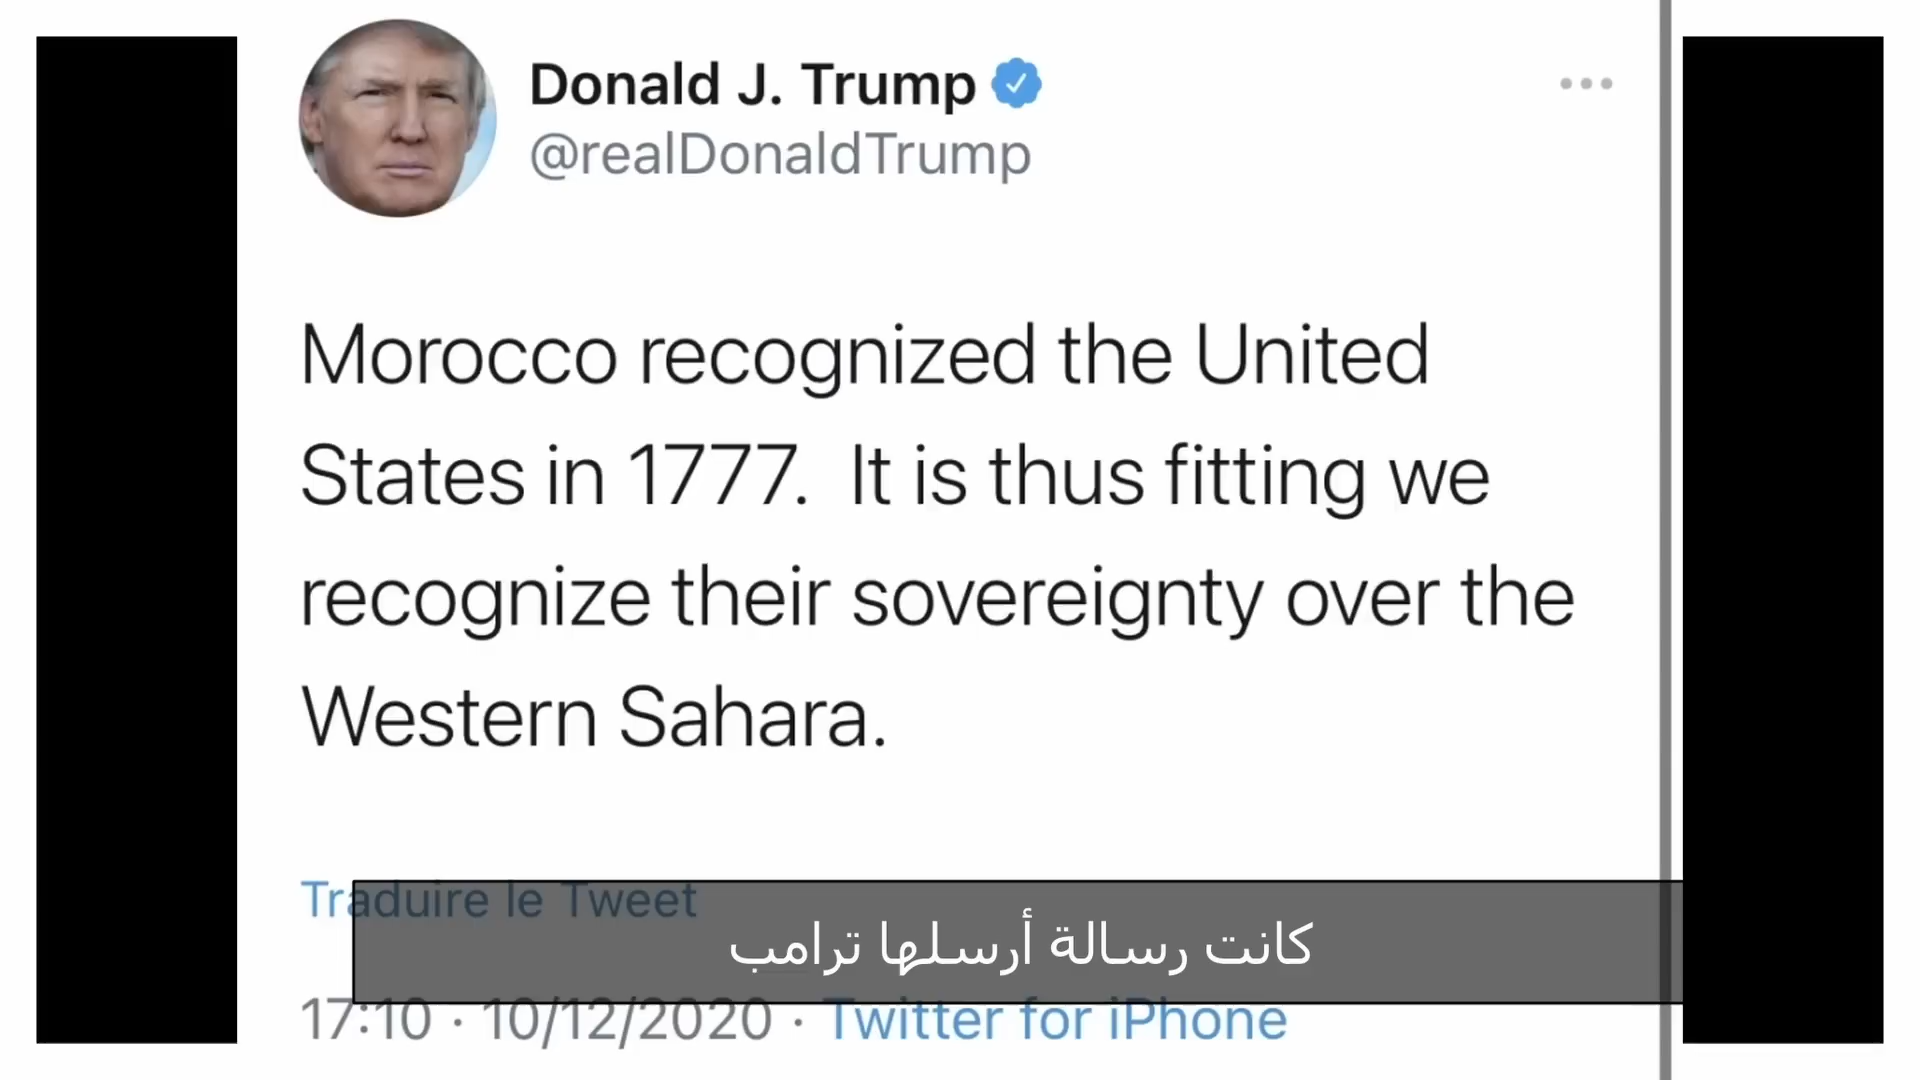 Donald J. Trump
@realDonaldTrump
Morocco recognized the United
States in 1777.  It is thus fitting we
recognize their sovereignty over the
Western Sahara.
Traduire le Tweet
كانت رسالة أرسلها ترامب
17:10 · 10/12/2020 · Twitter for iPhone